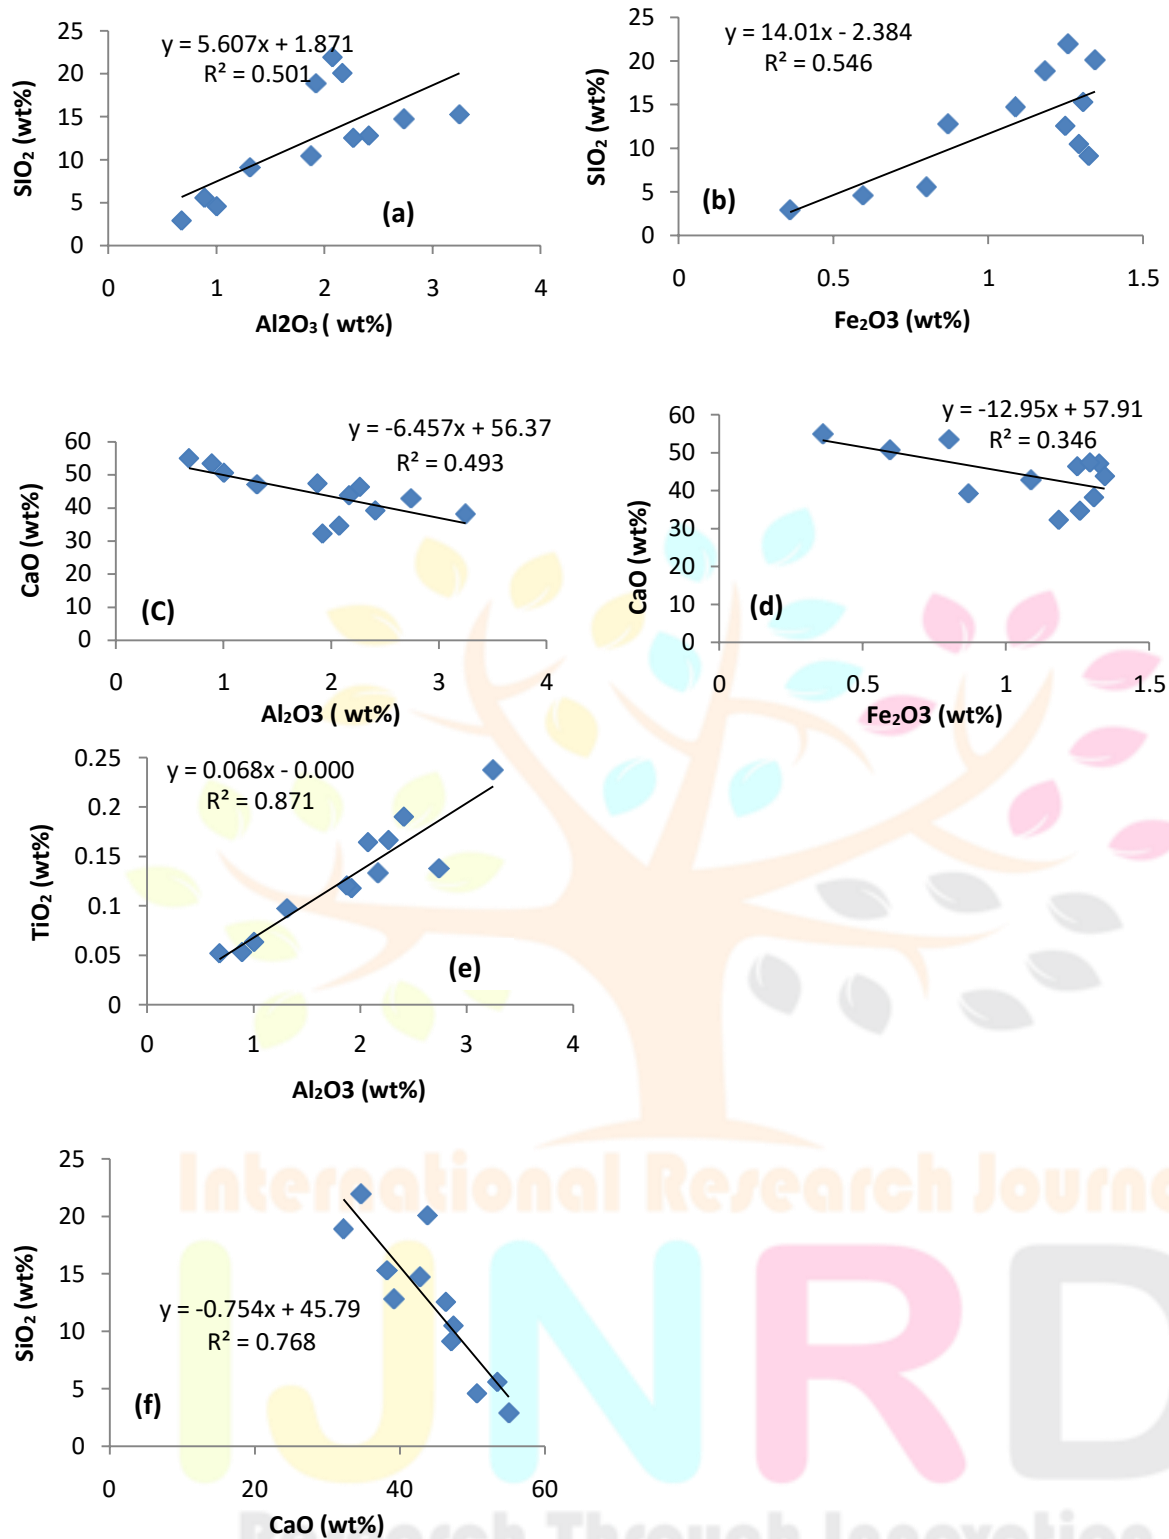 25
20
15
10
5
0
SIO₂ (wt%)
y = 5.607x + 1.871
R² = 0.501
(a)
0 1 2 3 4
Al2O₃ ( wt%)
25
20
15
10
5
0
SIO₂ (wt%)
y = 14.01x - 2.384
R² = 0.546
(b)
0 0.5 1 1.5
Fe₂O3 (wt%)
60
50
40
30
20
10
0
CaO (wt%)
y = -6.457x + 56.37
R² = 0.493
(C)
0 1 2 3 4
Al₂O3 ( wt%)
60
50
40
30
20
10
0
CaO (wt%)
y = -12.95x + 57.91
R² = 0.346
(d)
0 0.5 1 1.5
Fe₂O3 (wt%)
0.25
0.2
0.15
0.1
0.05
0
TiO₂ (wt%)
y = 0.068x - 0.000
R² = 0.871
(e)
0 1 2 3 4
Al₂O3 (wt%)
25
20
15
10
5
0
SiO₂ (wt%)
y = -0.754x + 45.79
R² = 0.768
(f)
0 20 40 60
CaO (wt%)
International Research Journa
IJNRD
Research Through Innovation